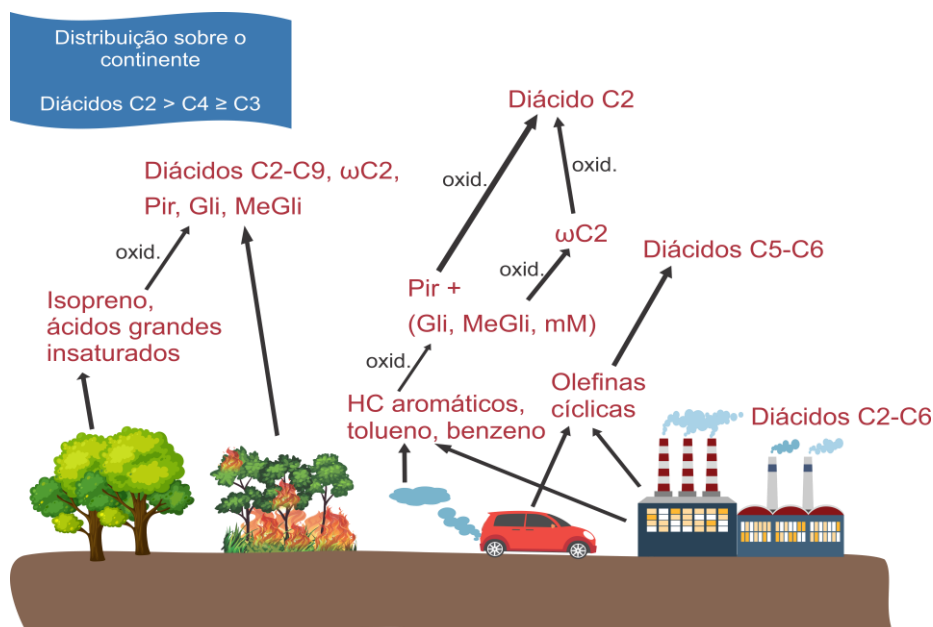 Distribuição sobre o
continente
Diácidos C2 > C4 ≥ C3
Diácido C2
oxid.
oxid.
Diácidos C2-C9, ωC2,
Pir, Gli, MeGli
oxid.
ωC2
oxid.
Diácidos C5-C6
Pir +
(Gli, MeGli, mM)
Isopreno,
ácidos grandes
insaturados
oxid.
Olefinas
cíclicas
HC aromáticos,
tolueno, benzeno
Diácidos C2-C6